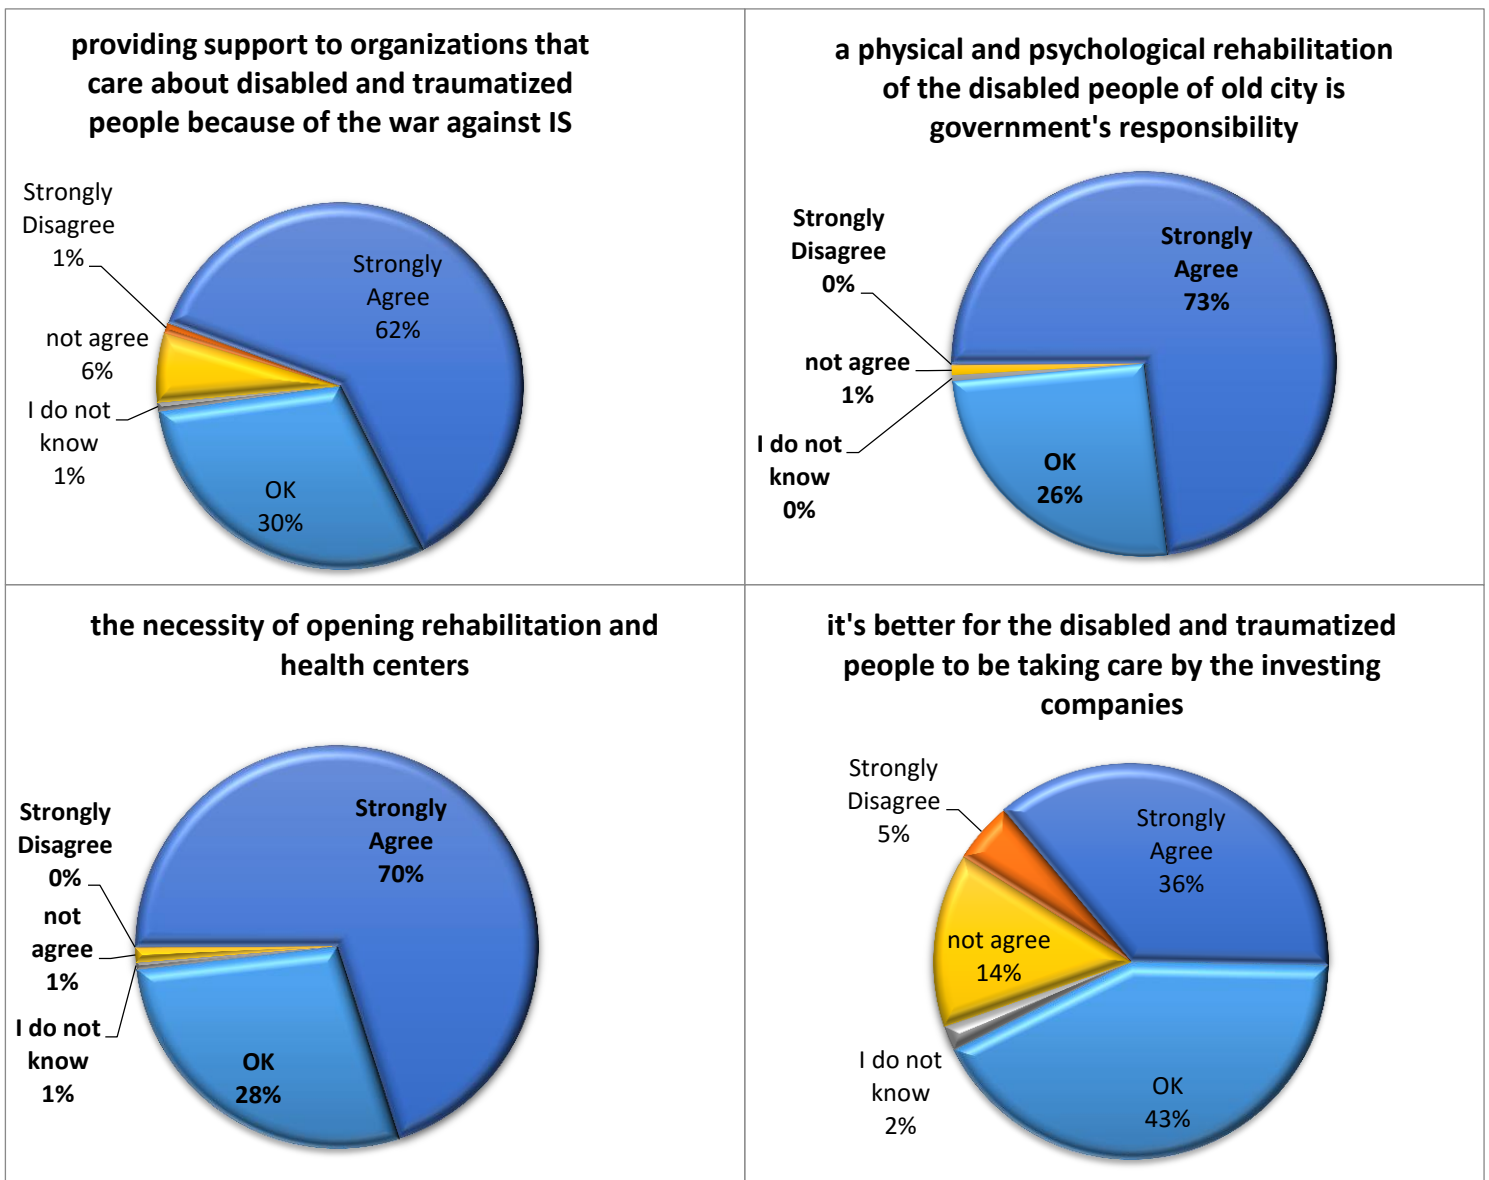 providing support to organizations that
care about disabled and traumatized
people because of the war against IS
Strongly
Disagree
1%
Strongly
Agree
62%
not agree
6%
I do not
know
1%
OK
30%
a physical and psychological rehabilitation
of the disabled people of old city is
government's responsibility
Strongly
Disagree
0%
Strongly
Agree
73%
not agree
1%
I do not
know
0%
OK
26%
the necessity of opening rehabilitation and
health centers
Strongly
Disagree
0%
Strongly
Agree
70%
not
agree
1%
I do not
know
1%
OK
28%
it's better for the disabled and traumatized
people to be taking care by the investing
companies
Strongly
Disagree
5%
Strongly
Agree
36%
not agree
14%
I do not
know
2%
OK
43%